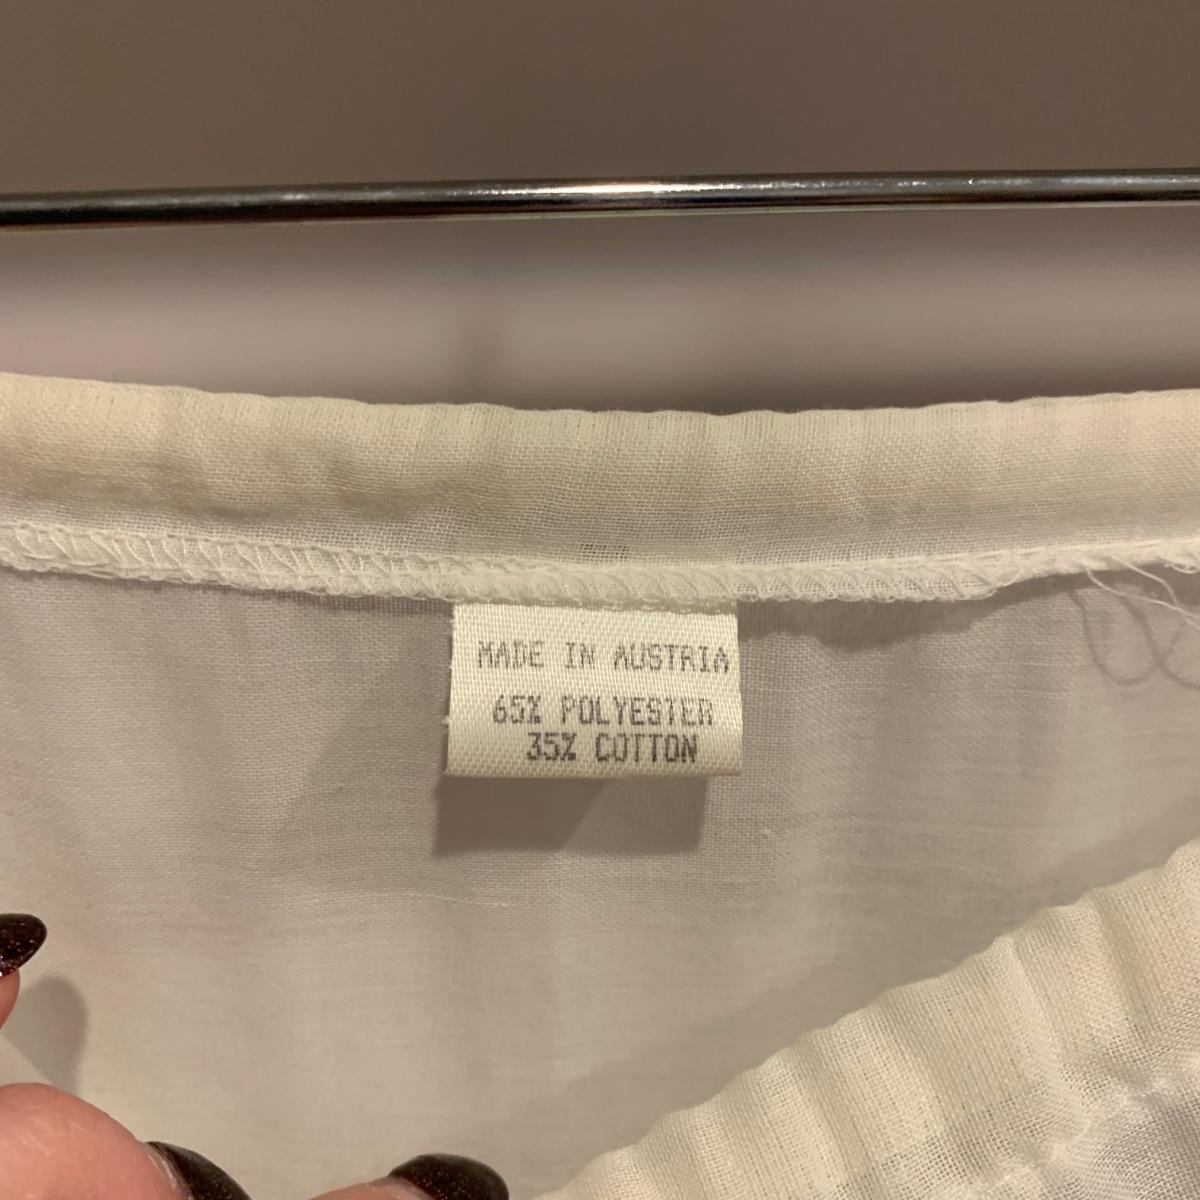 MADE IN AUSTRIA
65% POLYESTER
35% COTTON